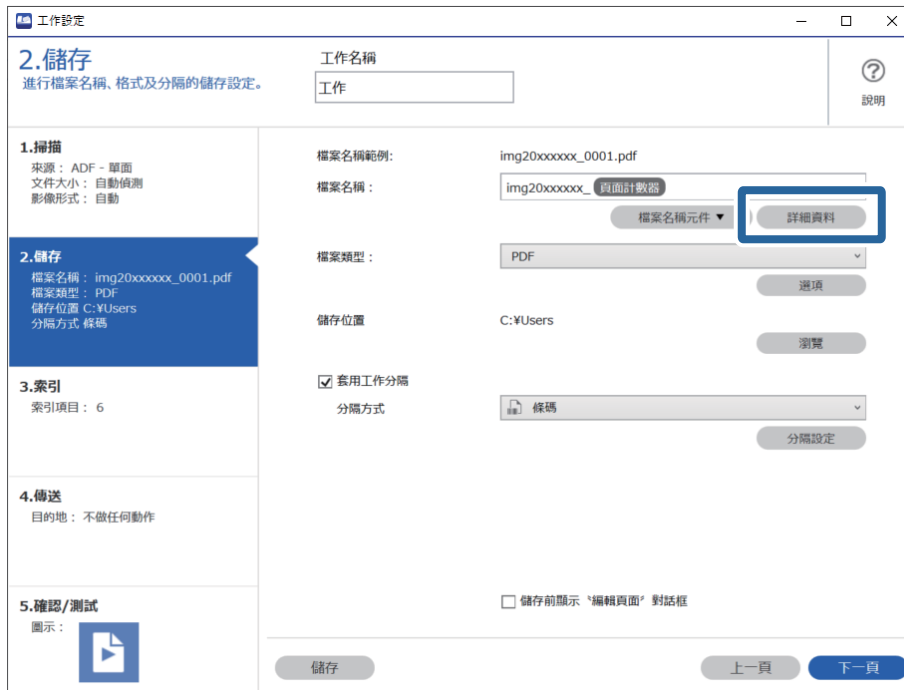 工作設定
2.儲存
進行檔案名稱、格式及分隔的儲存設定。
工作名稱
工作
說明
1.掃描
來源： ADF - 單面
文件大小： 自動偵測
影像形式： 自動
2.儲存
檔案名稱： img20xxxxxx_0001.pdf
檔案類型： PDF
儲存位置 C:¥Users
分隔方式 條碼
3.索引
索引項目： 6
4.傳送
目的地： 不做任何動作
5.確認/測試
圖示：
檔案名稱範例: img20xxxxxx_0001.pdf
檔案名稱： img20xxxxxx_ 頁面計數器
檔案名稱元件▼ 詳細資料
檔案類型： PDF
選項
儲存位置 C:¥Users
瀏覽
套用工作分隔
分隔方式 條碼
分隔設定
儲存前顯示〝編輯頁面〞對話框
儲存 上一頁 下一頁